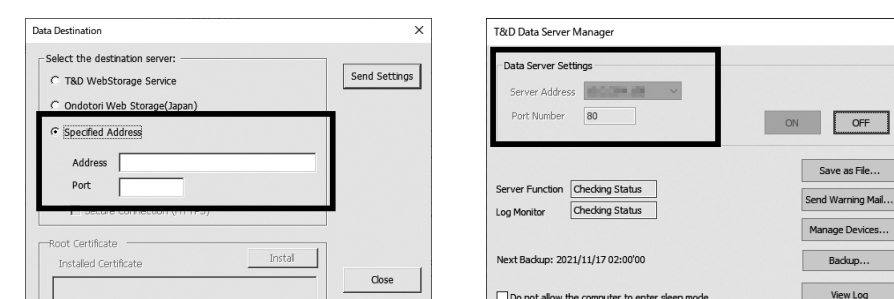 Data Destination
Select the destination server:
T&D WebStorage Service
Send Settings
Ondotori Web Storage(Japan)
Specified Address
Address
Port
Secure Connection (HTTPS)
Root Certificate
Installed Certificate
Install
Close
T&D Data Server Manager
Data Server Settings
Server Address
Port Number 80
ON OFF
Save as File...
Server Function Checking Status
Send Warning Mail...
Log Monitor Checking Status
Manage Devices...
Next Backup: 2021/11/17 02:00'00
Backup...
View Log
Do not allow the computer to enter sleep mode